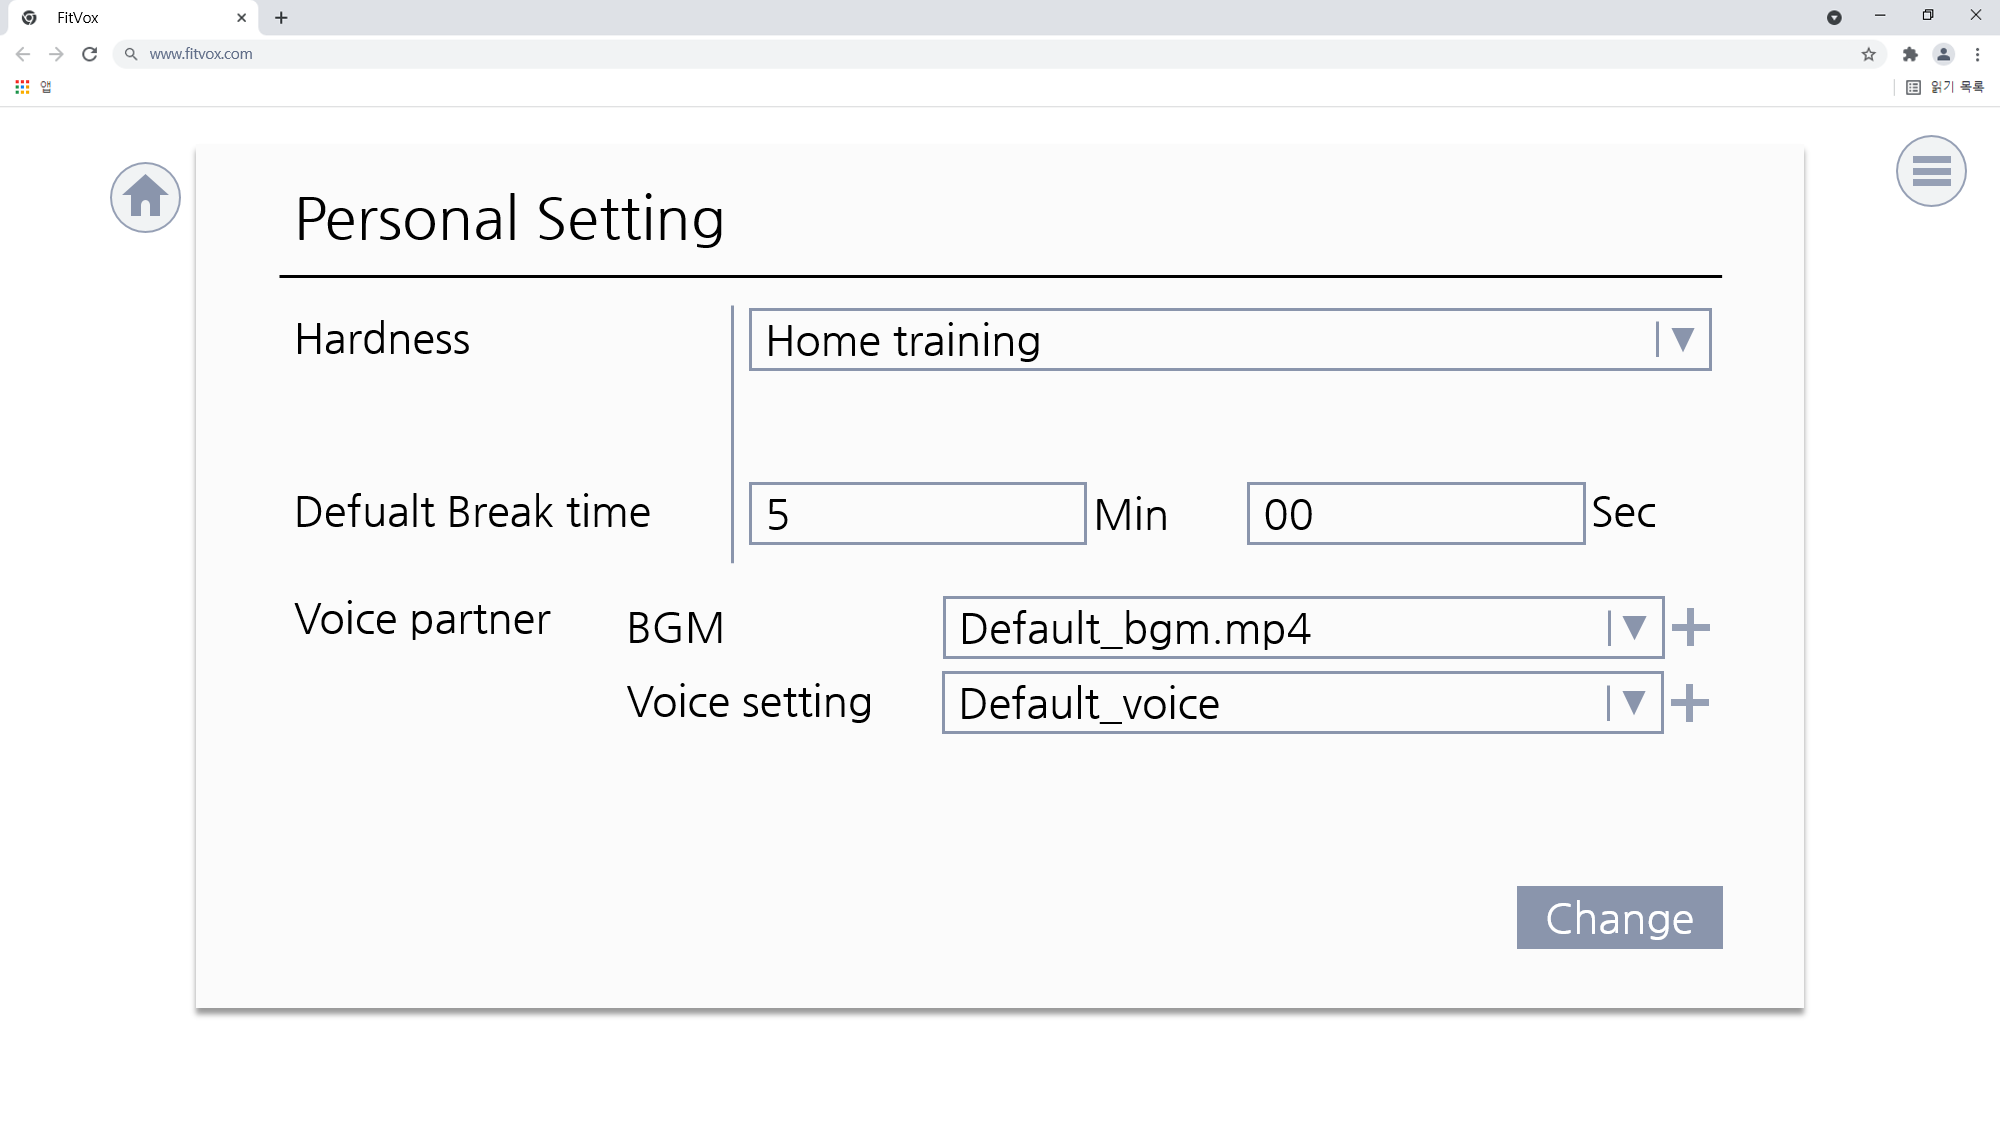 FitVox
www.fitvox.com
앱
읽기 목록
Personal Setting
Hardness
Home training
Defualt Break time
5 Min 00 Sec
Voice partner
BGM
Default_bgm.mp4
Voice setting
Default_voice
Change